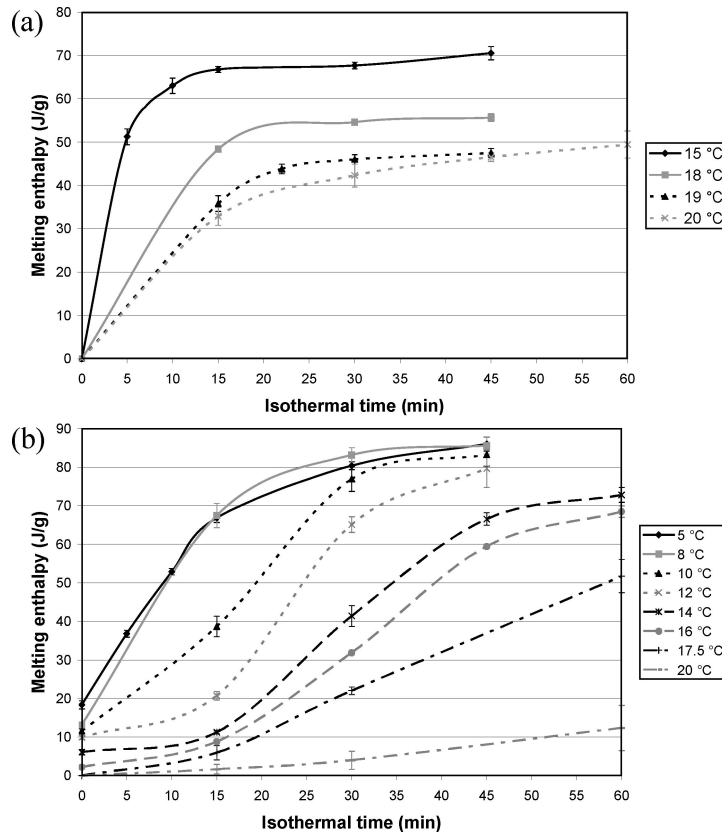 (a)
80
70
60
50
40
30
20
10
0
Melting enthalpy (J/g)
0 5 10 15 20 25 30 35 40 45 50 55 60
Isothermal time (min)
15 °C
18 °C
19 °C
20 °C
(b)
90
80
70
60
50
40
30
20
10
0
Melting enthalpy (J/g)
0 5 10 15 20 25 30 35 40 45 50 55 60
Isothermal time (min)
5 °C
8 °C
10 °C
12 °C
14 °C
16 °C
17.5 °C
20 °C